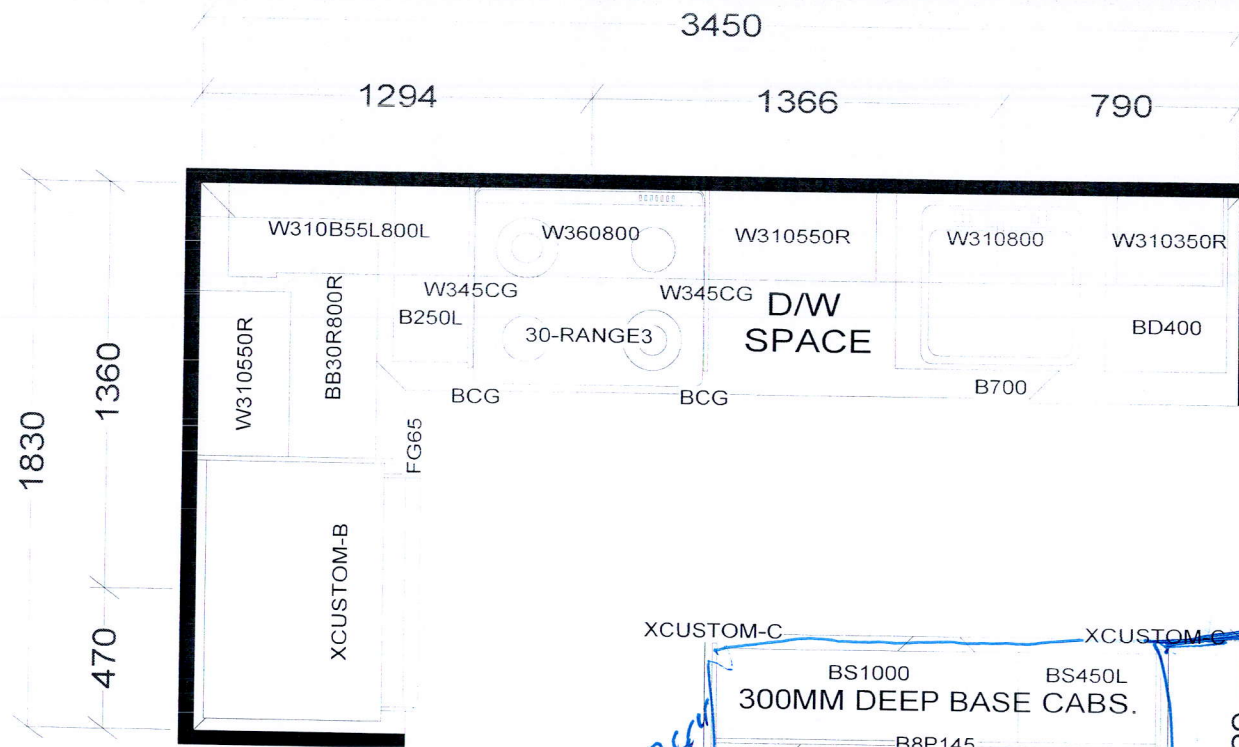 3450
1294 1366 790
W310B55L800L W360800 W310550R W310800 W310350R
W345CG W345CG D/W
SPACE
B250L 30-RANGE3 BD400
BCG BCG B700
W310550R
BB30R800R
FG65
1830
1360
470
XCUSTOM-B
XCUSTOM-C XCUSTOM-C
BS1000 BS450L
300MM DEEP BASE CABS.
B8P145